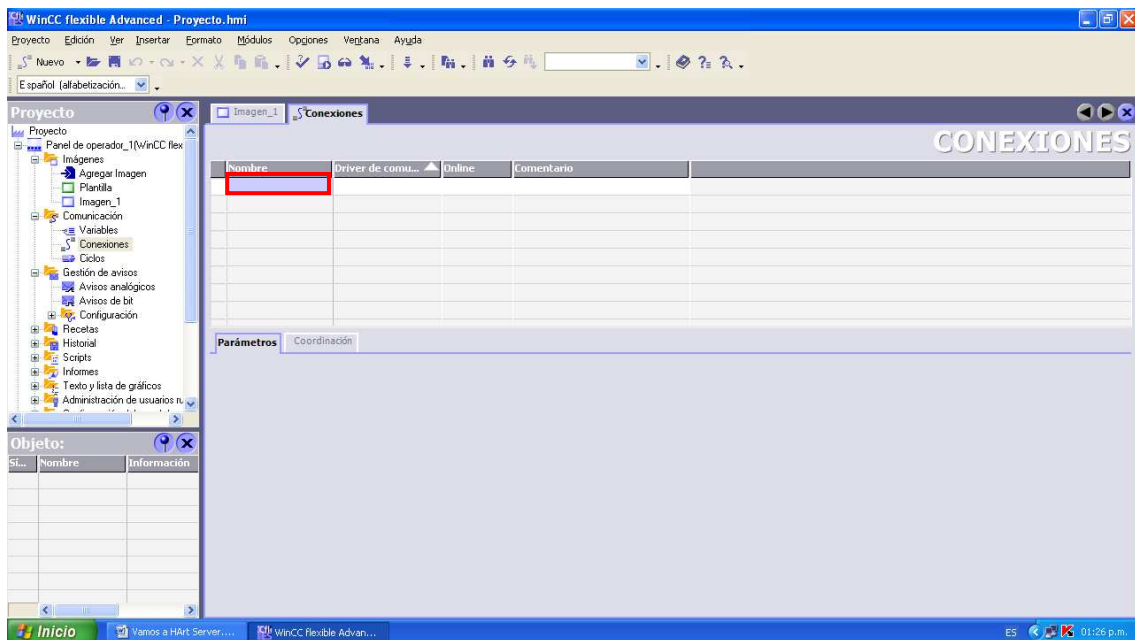 WinCC flexible Advanced - Proyecto.hmi
Proyecto Edición Ver Insertar Formato Módulos Opciones Ventana Ayuda
Nuevo
Español (alfabetización...
Proyecto
Imagen_1 Conexiones
CONEXIONES
Proyecto
Panel de operador_1(WinCC flex
Imágenes
Agregar Imagen
Plantilla
Imagen_1
Comunicación
Variables
Conexiones
Ciclos
Gestión de avisos
Avisos analógicos
Avisos de bit
Configuración
Recetas
Historial
Scripts
Informes
Texto y lista de gráficos
Administración de usuarios ru
Nombre Driver de comu... Online Comentario
Parámetros Coordinación
Objeto:
Sí... Nombre Información
Inicio Vamos a HArt Server.... WinCC flexible Advan... ES 01:26 p.m.